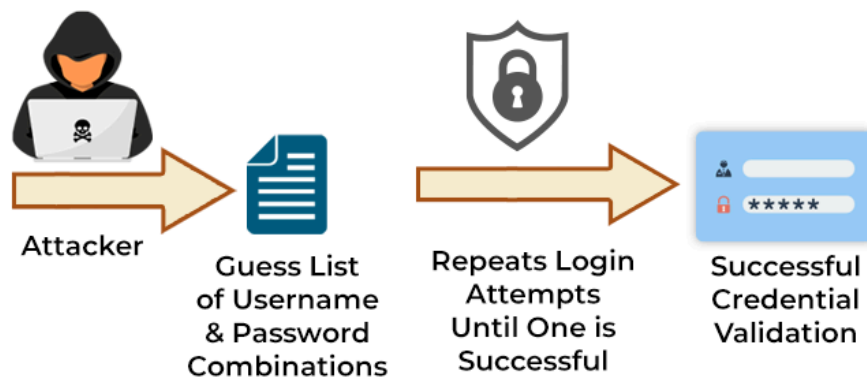 *****
Attacker
Guess List
of Username
& Password
Combinations
Repeats Login
Attempts
Until One is
Successful
Successful
Credential
Validation